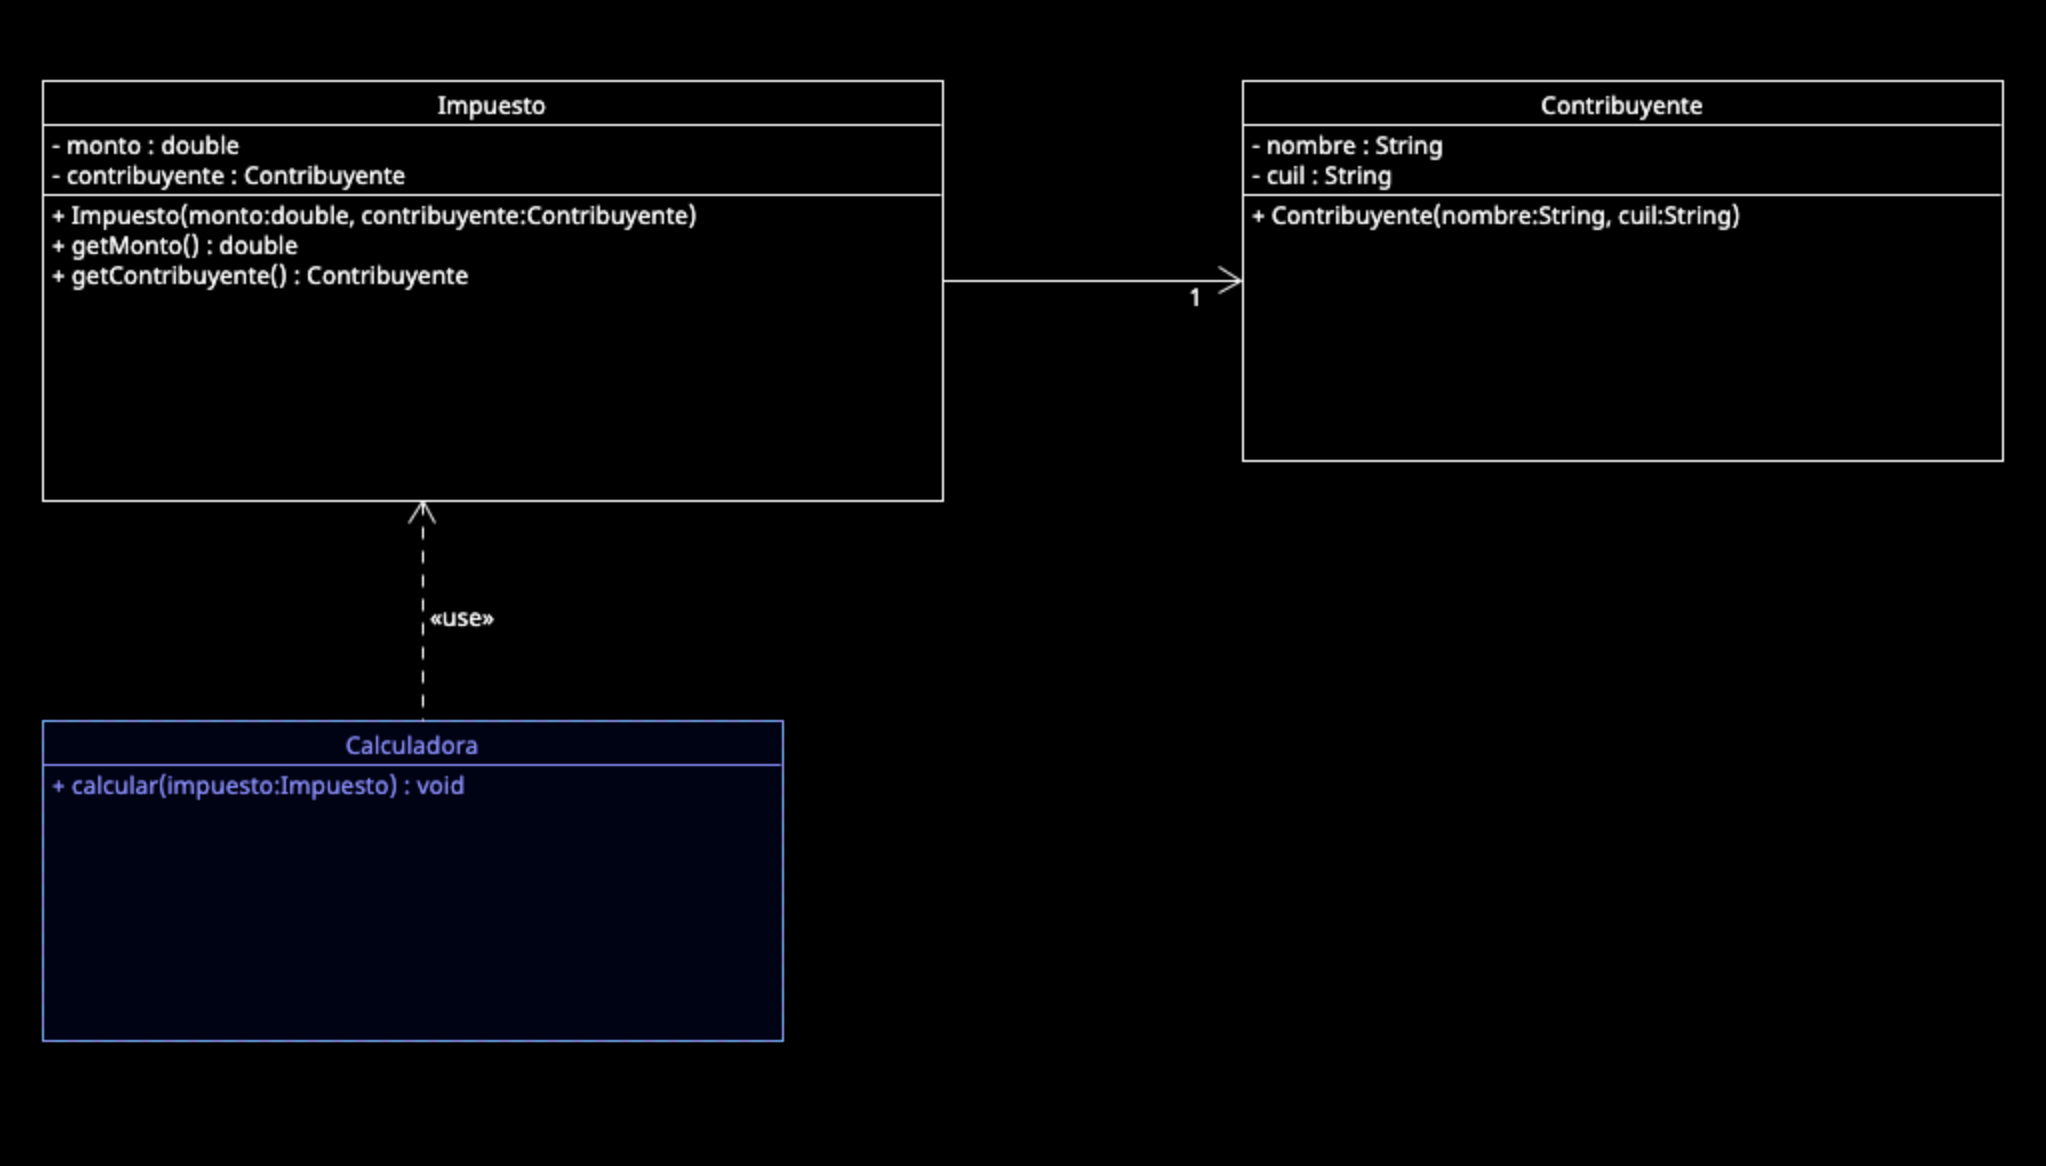 Impuesto
- monto : double
- contribuyente : Contribuyente
+ Impuesto(monto:double, contribuyente:Contribuyente)
+ getMonto() : double
+ getContribuyente() : Contribuyente
1
Contribuyente
- nombre : String
- cuil : String
+ Contribuyente(nombre:String, cuil:String)
«use»
Calculadora
+ calcular(impuesto:Impuesto) : void